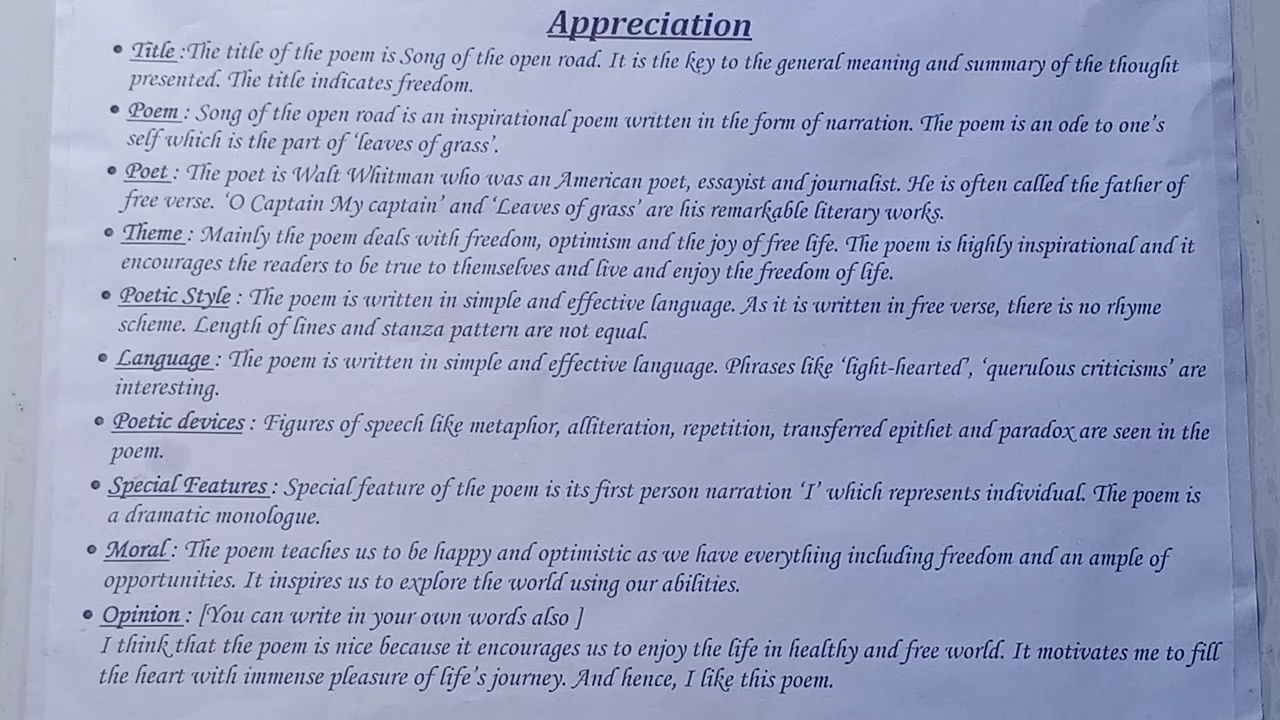 Appreciation
• Title :The title of the poem is Song of the open road. It is the key to the general meaning and summary of the thought
presented. The title indicates freedom.
• Poem : Song of the open road is an inspirational poem written in the form of narration. The poem is an ode to one's
self which is the part of 'leaves of grass'.
• Poet : The poet is Walt Whitman who was an American poet, essayist and journalist. He is often called the father of
free verse. 'O Captain My captain' and 'Leaves of grass' are his remarkable literary works.
• Theme : Mainly the poem deals with freedom, optimism and the joy of free life. The poem is highly inspirational and it
encourages the readers to be true to themselves and live and enjoy the freedom of life.
• Poetic Style : The poem is written in simple and effective language. As it is written in free verse, there is no rhyme
scheme. Length of lines and stanza pattern are not equal.
• Language : The poem is written in simple and effective language. Phrases like 'light-hearted', 'querulous criticisms' are
interesting.
• Poetic devices : Figures of speech like metaphor, alliteration, repetition, transferred epithet and paradox are seen in the
poem.
• Special Features : Special feature of the poem is its first person narration 'I' which represents individual. The poem is
a dramatic monologue.
• Moral : The poem teaches us to be happy and optimistic as we have everything including freedom and an ample of
opportunities. It inspires us to explore the world using our abilities.
• Opinion : [You can write in your own words also ]
I think that the poem is nice because it encourages us to enjoy the life in healthy and free world. It motivates me to fill
the heart with immense pleasure of life's journey. And hence, I like this poem.